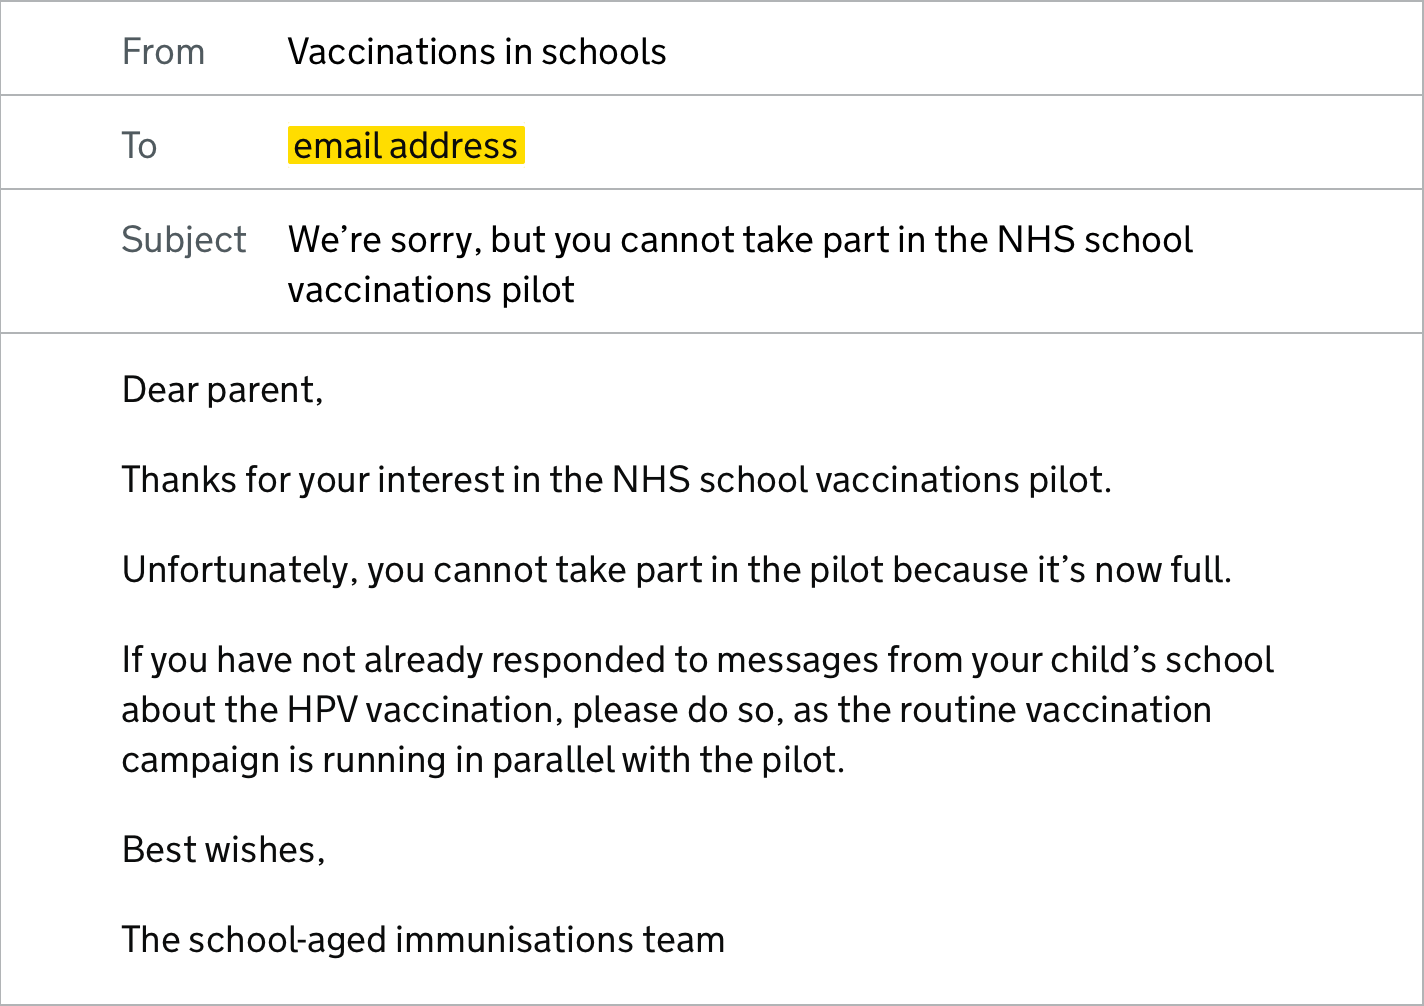 From Vaccinations in schools
To email address
Subject We’re sorry, but you cannot take part in the NHS school
vaccinations pilot
Dear parent,
Thanks for your interest in the NHS school vaccinations pilot.
Unfortunately, you cannot take part in the pilot because it’s now full.
If you have not already responded to messages from your child’s school
about the HPV vaccination, please do so, as the routine vaccination
campaign is running in parallel with the pilot.
Best wishes,
The school-aged immunisations team